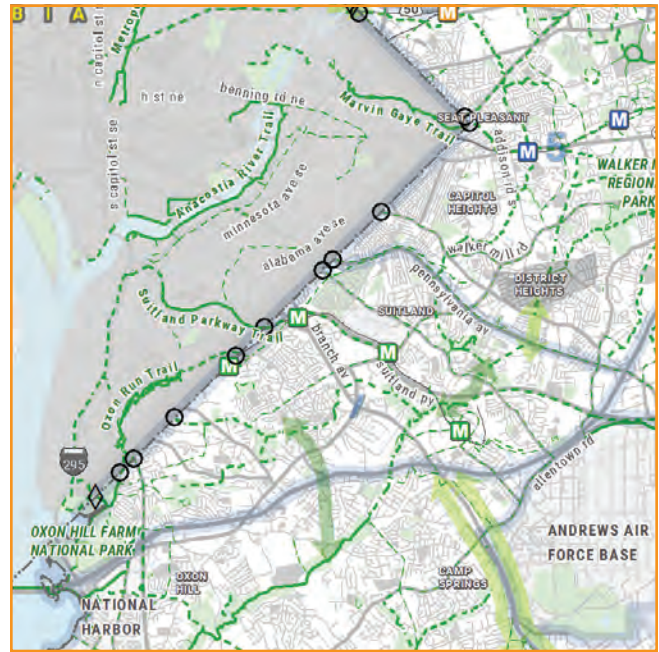 B I A
50
Metrop
n capitol st
h st ne
benning rd ne
Marvin Gaye Trail
SEAT PLEASANT
M
M
M
addison rd s
s capitol st se
Anacostia River Trail
minnesota ave se
WALKER
REGIONA
PARK
CAPITOL
HEIGHTS
alabama ave se
walker mill rd
pennsylvania av
DISTRICT
HEIGHTS
Suitland Parkway Trail
SUITLAND
M
branch av
M
M
suitland py
Oxon Run Trail
M
295
allentown rd
OXON HILL FARM
NATIONAL PARK
ANDREWS AIR
FORCE BASE
OXON
HILL
CAMP
SPRINGS
NATIONAL
HARBOR